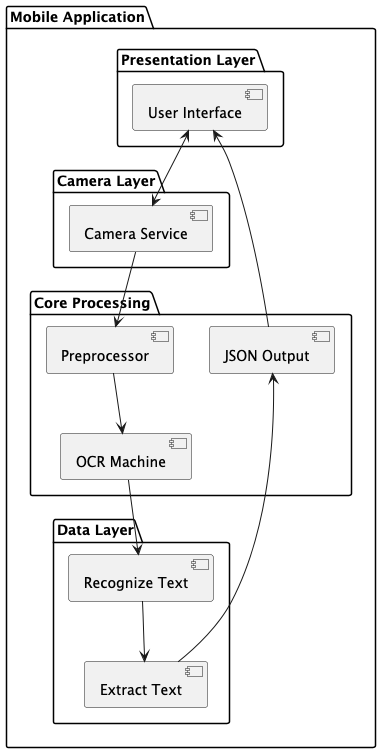 Mobile Application
Presentation Layer
User Interface
Camera Layer
Camera Service
Core Processing
Preprocessor
JSON Output
OCR Machine
Data Layer
Recognize Text
Extract Text